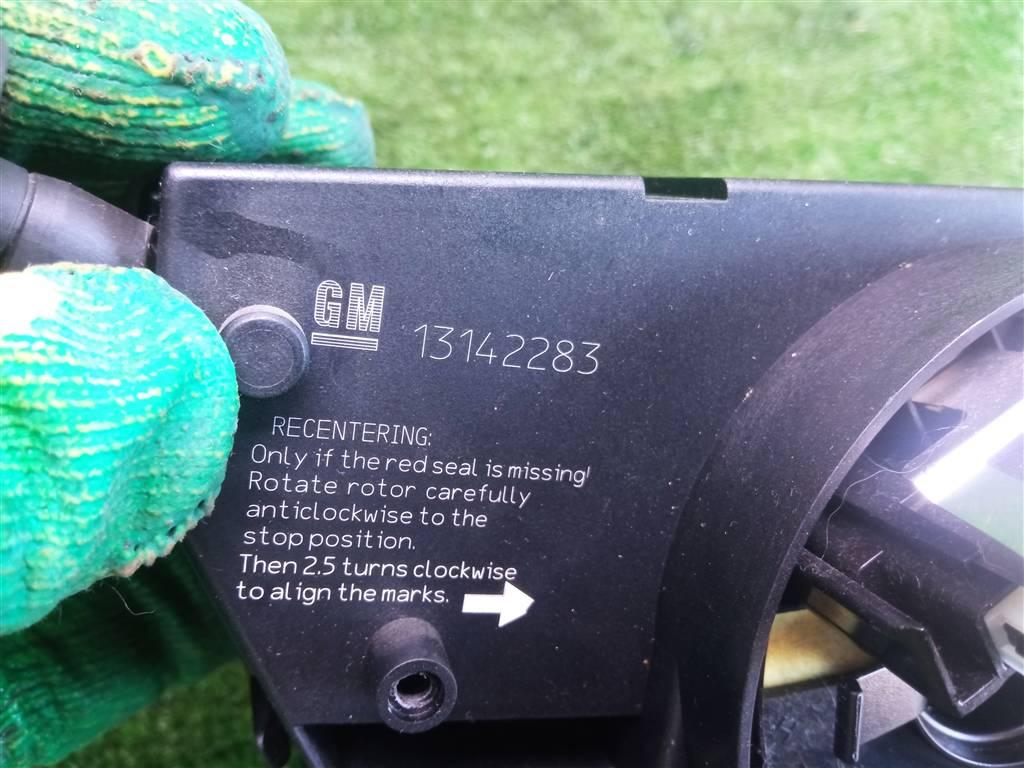 GM
13142283
RECENTERING:
Only if the red seal is missing!
Rotate rotor carefully
anticlockwise to the
stop position.
Then 2.5 turns clockwise
to align the marks.